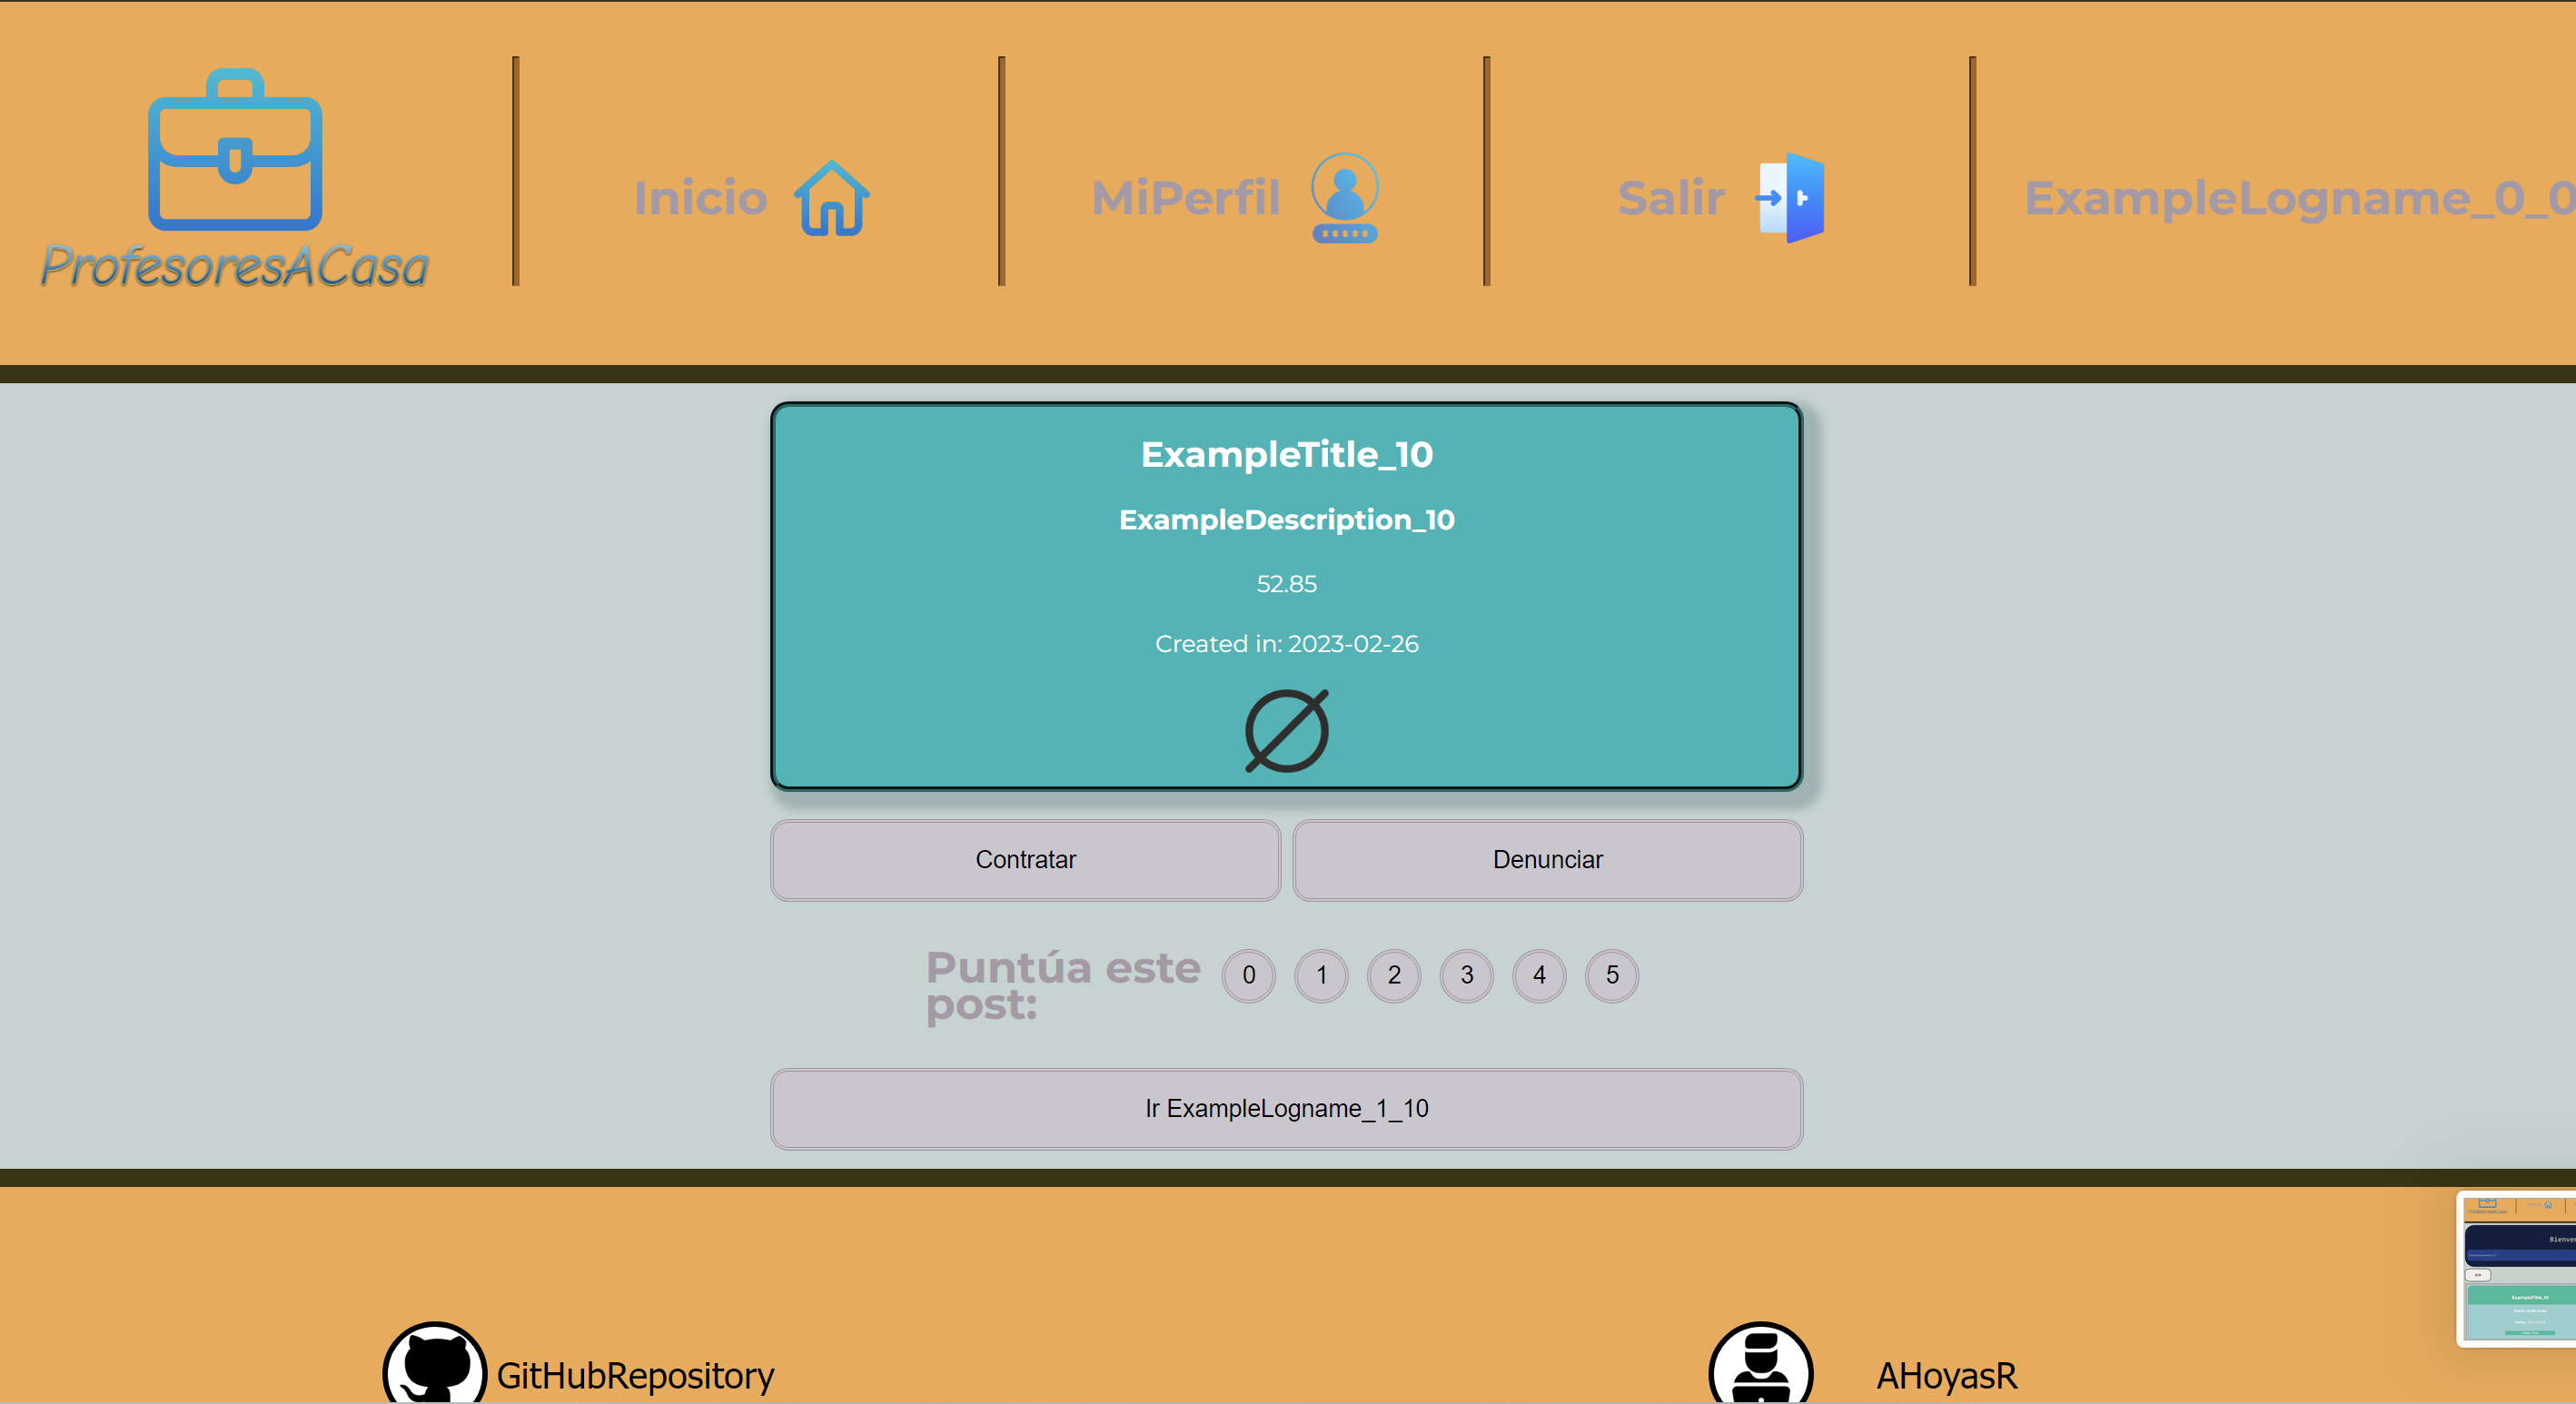 ProfesoresACasa
Inicio
MiPerfil
Salir
ExampleLogname_0_0
ExampleTitle_10
ExampleDescription_10
52.85
Created in: 2023-02-26
Contratar
Denunciar
Puntúa este
post:
0 1 2 3 4 5
Ir ExampleLogname_1_10
ExampleTitle_10
GitHubRepository
AHoyasR